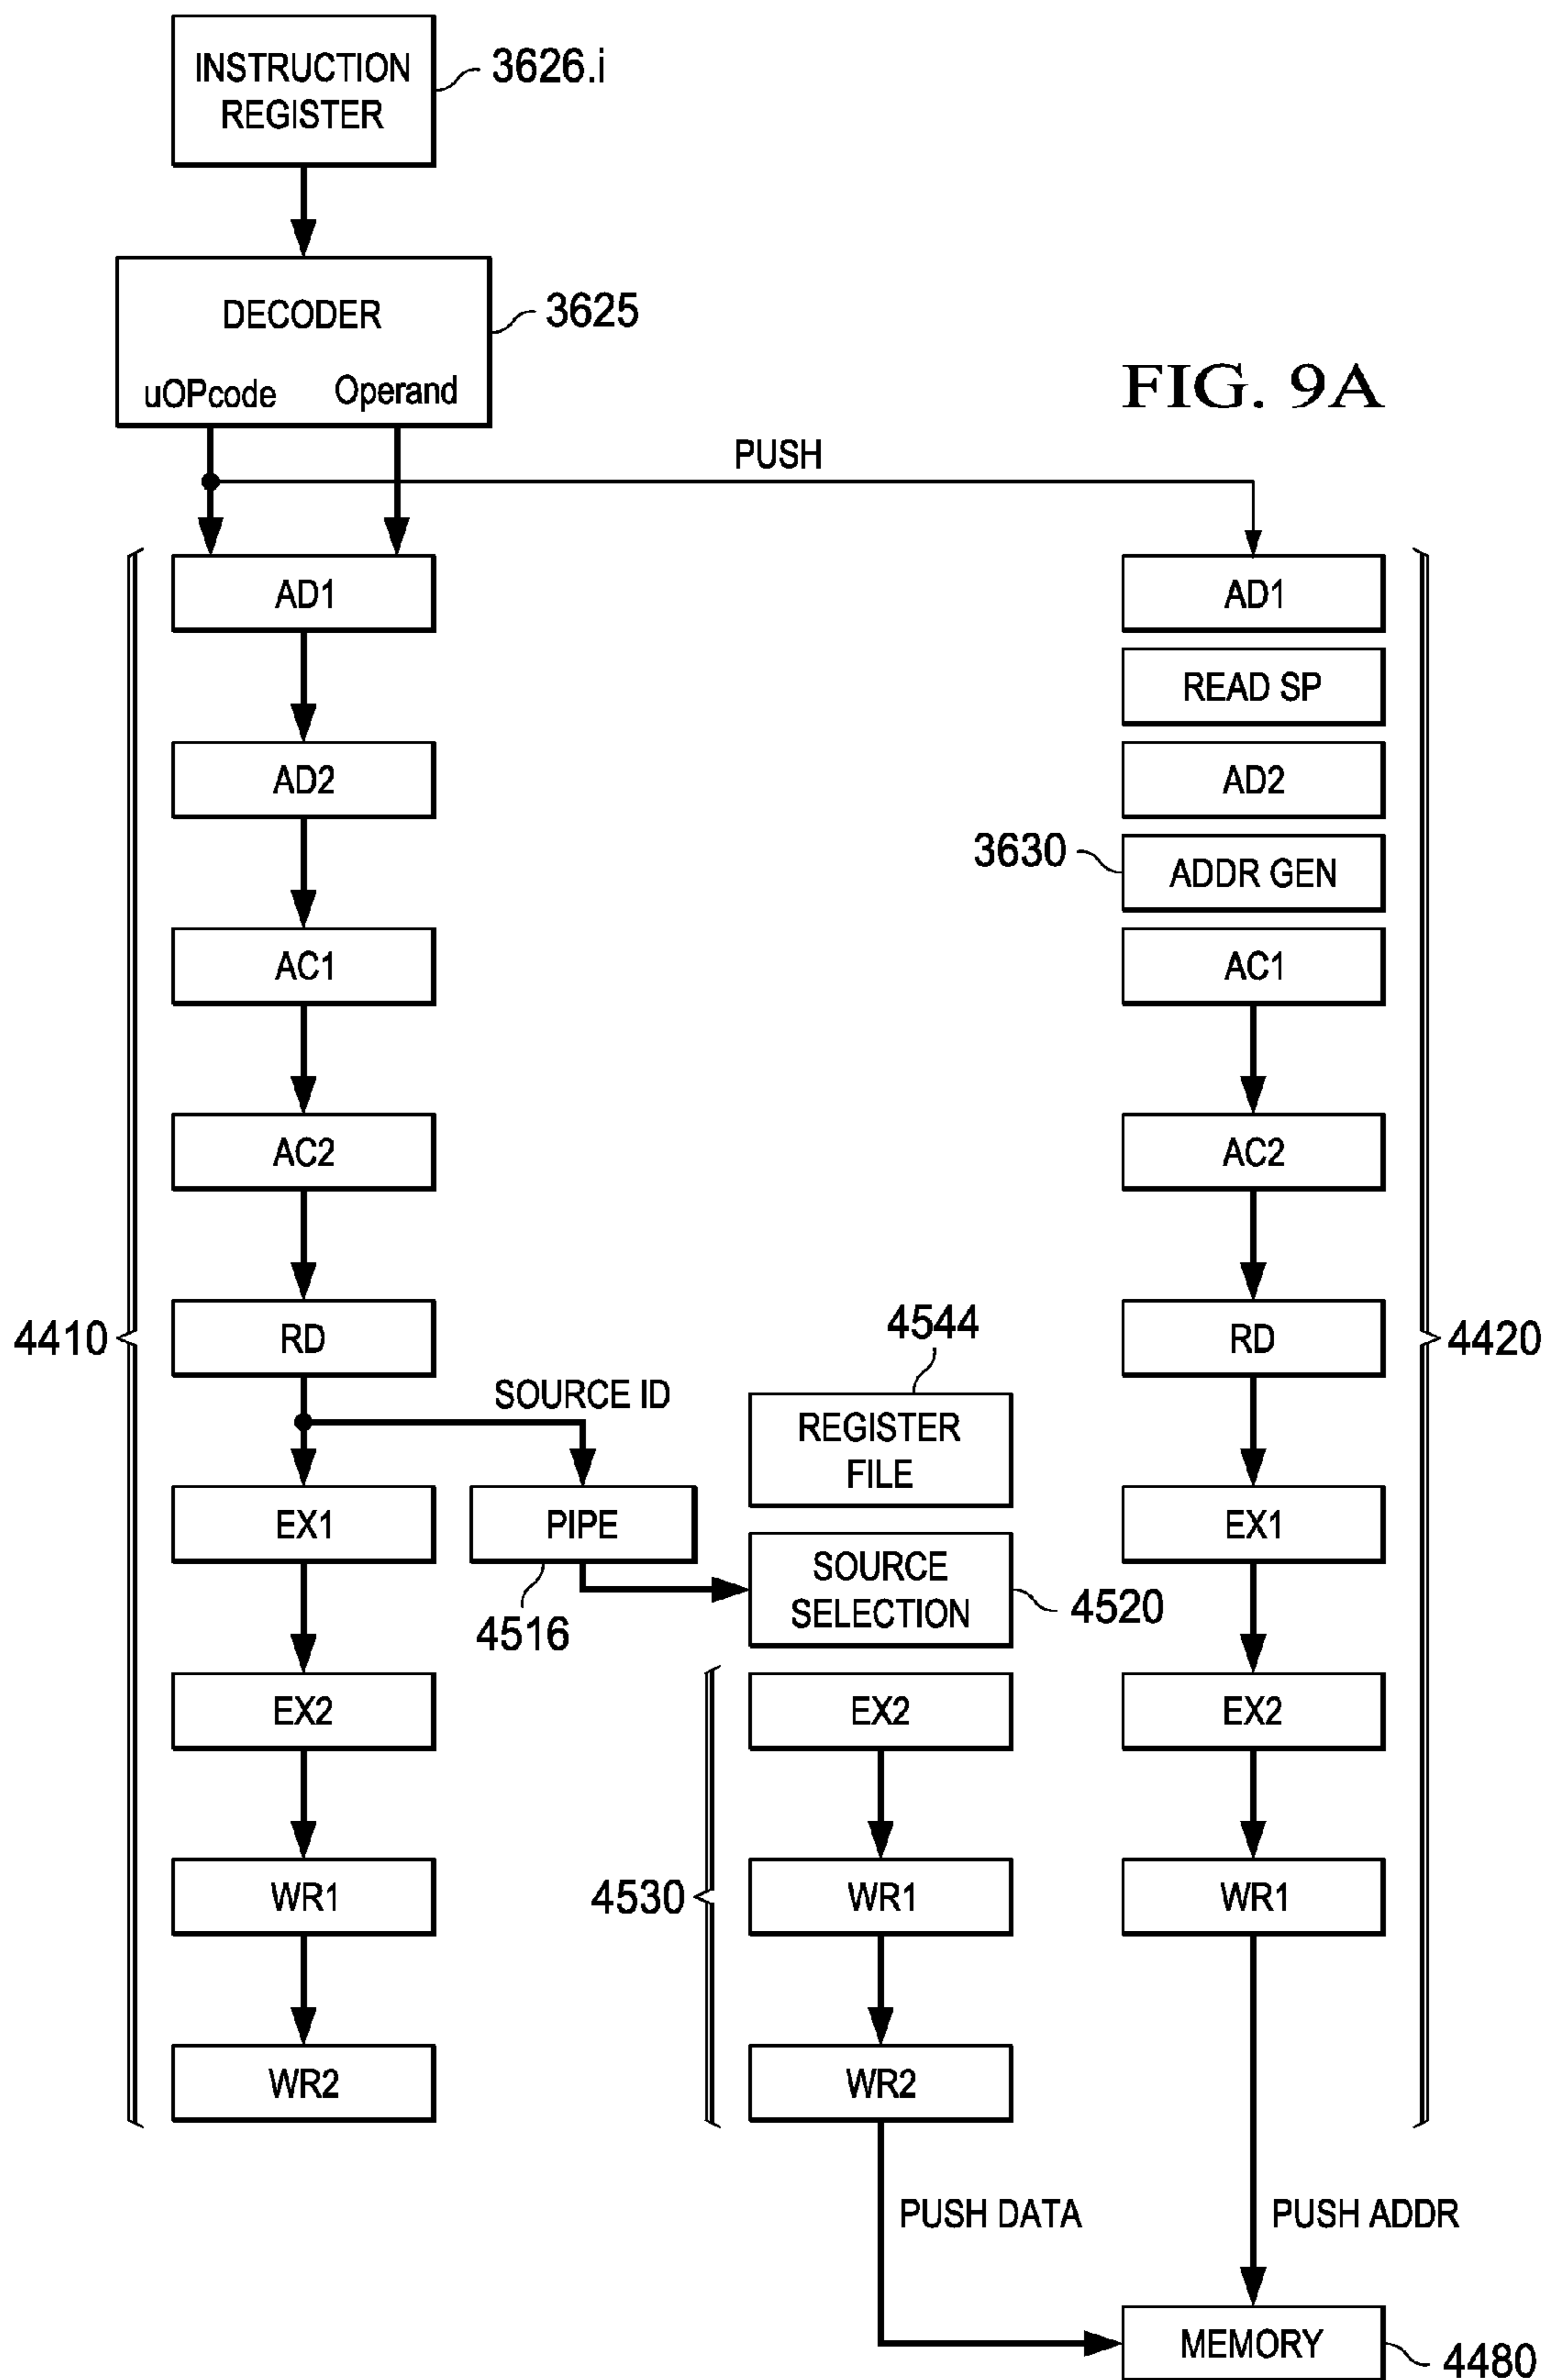 INSTRUCTION
REGISTER
3626.i
DECODER
3625
uOPcode
Operand
FIG. 9A
PUSH
AD1
AD1
READ SP
AD2
AD2
3630
ADDR GEN
AC1
AC1
AC2
AC2
4410
RD
RD
4420
4544
SOURCE ID
REGISTER
FILE
EX1
PIPE
EX1
4516
SOURCE
SELECTION
4520
EX2
EX2
EX2
4530
WR1
WR1
WR1
WR2
WR2
PUSH DATA
PUSH ADDR
MEMORY
4480